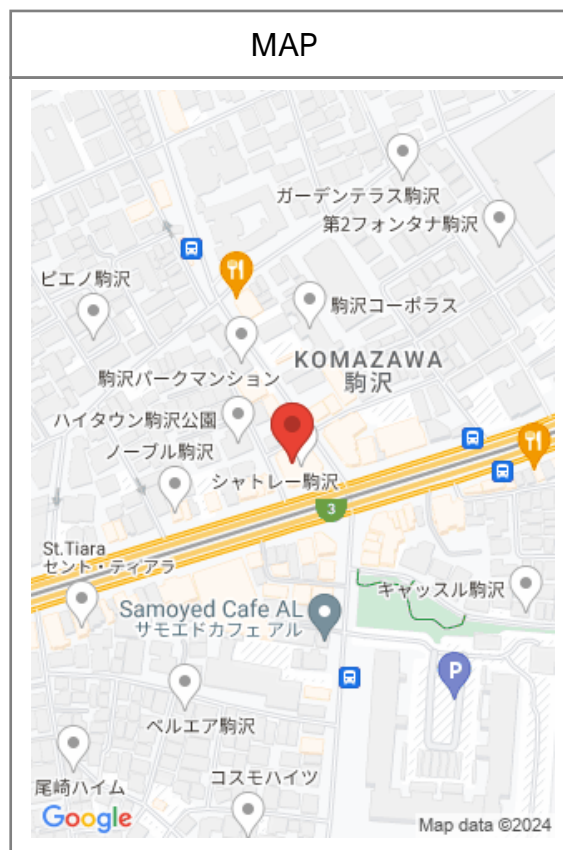 MAP
ガーデンテラス駒沢
第2フォンタナ駒沢
ピエノ駒沢
駒沢コーポラス
駒沢パークマンション
KOMAZAWA
駒沢
ハイタウン駒沢公園
ノーブル駒沢
シャトレー駒沢
3
St.Tiara
セント・ティアラ
キャッスル駒沢
Samoyed Cafe AL
サモエドカフェ アル
P
ベルエア駒沢
尾崎ハイム
コスモハイツ
Google
Map data ©2024